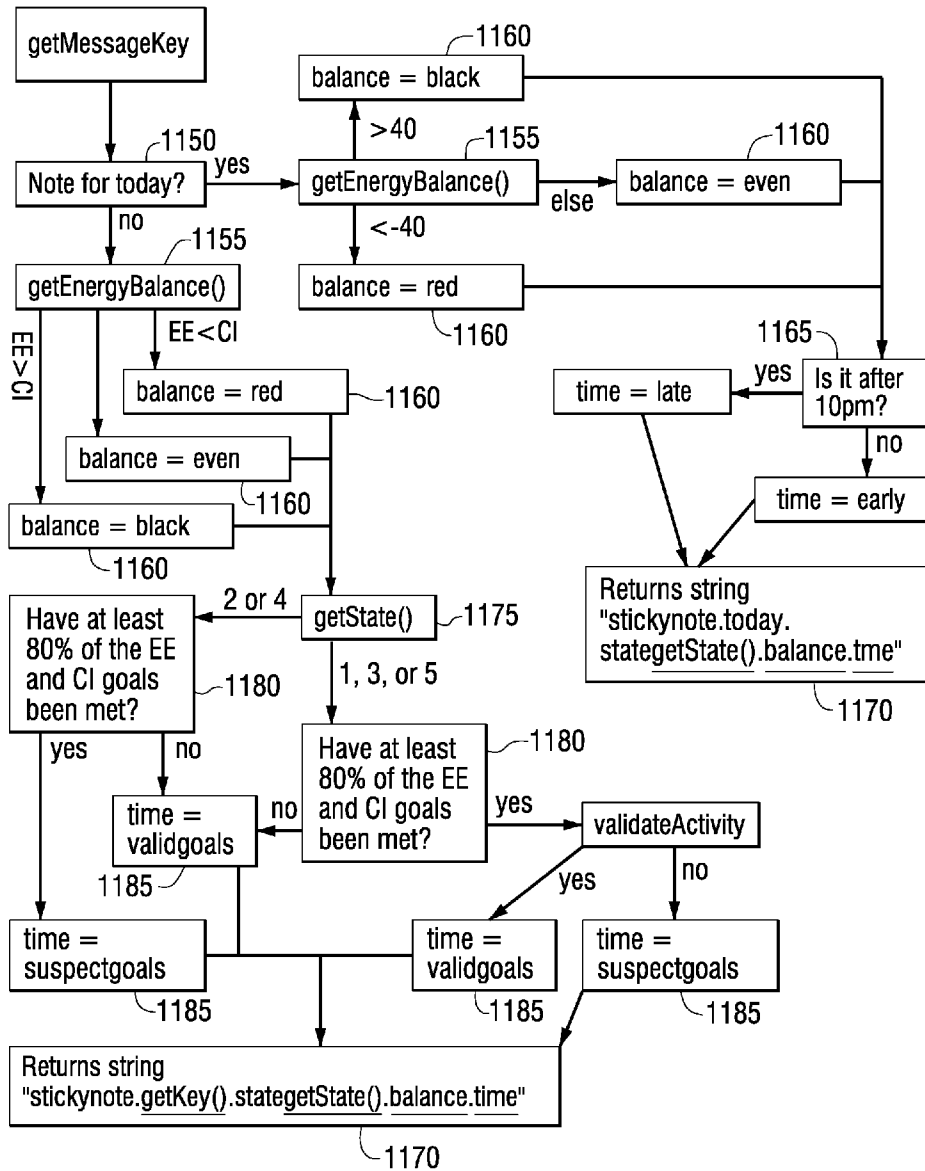 getMessageKey
1160
balance = black
>40
1150
Note for today?
yes
1155
getEnergyBalance()
else
1160
balance = even
no
<-40
1155
getEnergyBalance()
balance = red
1160
EE>CI
EE<CI
1165
Is it after
10pm?
yes
time = late
balance = red
1160
no
balance = even
1160
time = early
balance = black
1160
Returns string
"stickynote.today.
stategetState().balance.tme"
1170
2 or 4
getState()
1175
Have at least
80% of the EE
and CI goals
been met?
1180
1, 3, or 5
yes
no
Have at least
80% of the EE
and CI goals
been met?
1180
no
yes
time =
validgoals
1185
validateActivity
yes
no
time =
suspectgoals
1185
time =
validgoals
1185
time =
suspectgoals
1185
Returns string
"stickynote.getKey().stategetState().balance.time"
1170